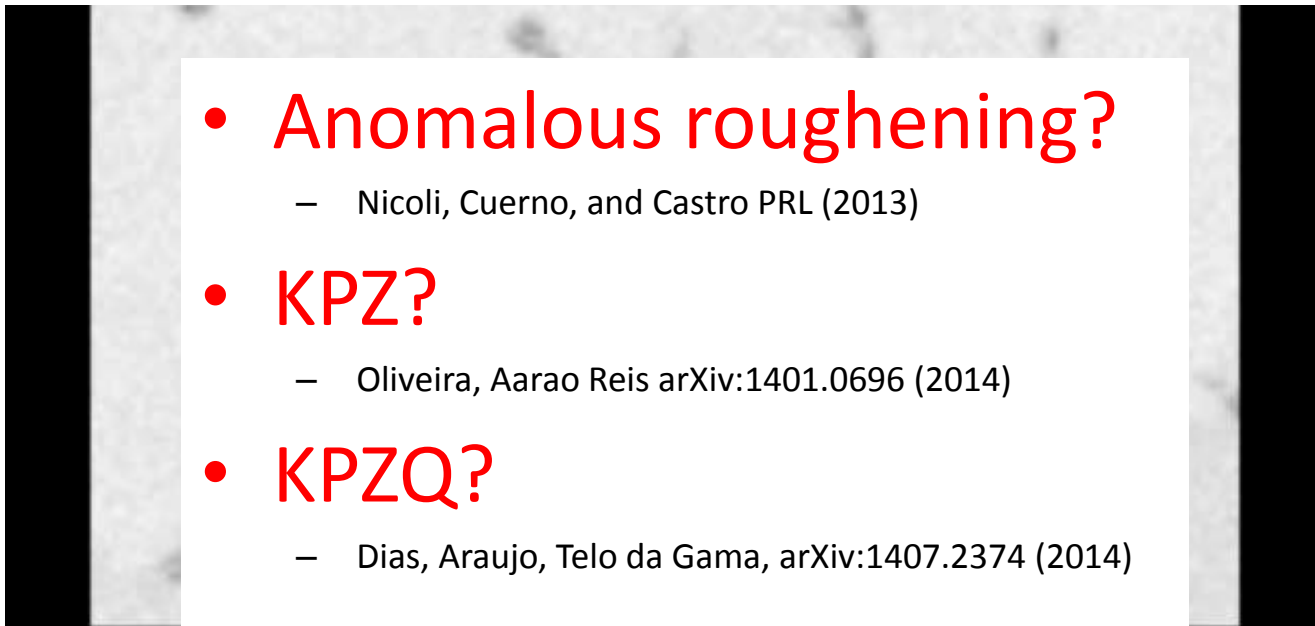 • Anomalous roughening?
– Nicoli, Cuerno, and Castro PRL (2013)
• KPZ?
– Oliveira, Aarao Reis arXiv:1401.0696 (2014)
• KPZQ?
– Dias, Araujo, Telo da Gama, arXiv:1407.2374 (2014)